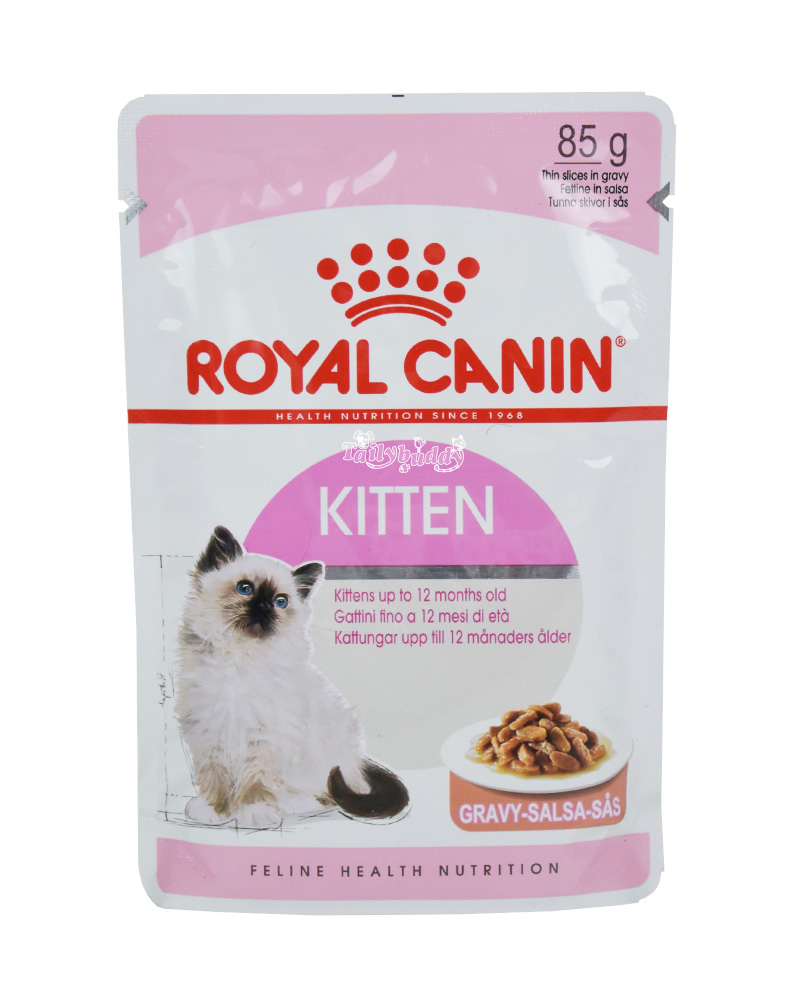 85 g
Thin slices in gravy
Fettine in salsa
Tunna skivor i sås
ROYAL CANIN®
HEALTH NUTRITION SINCE 1968
Tailybuddy
KITTEN
Kittens up to 12 months old
Gattini fino a 12 mesi di età
Kattungar upp till 12 månaders ålder
GRAVY-SALSA-SÅS
FELINE HEALTH NUTRITION